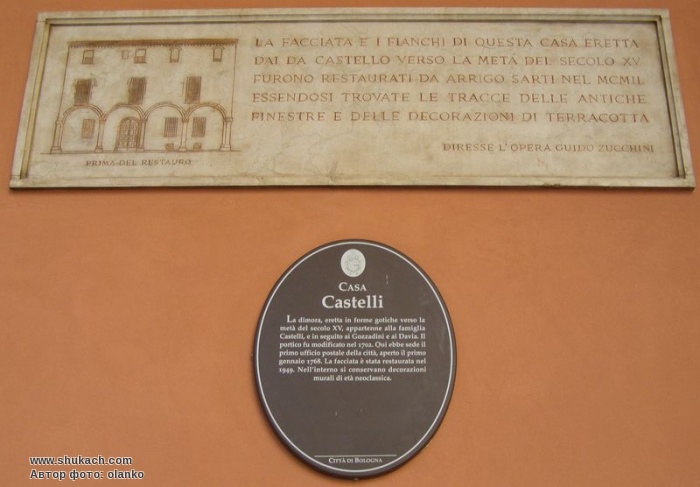 LA FACCIATA E I FIANCHI DI QUESTA CASA ERETTA
DAI DA CASTELLO VERSO LA METÀ DEL SECOLO XV
FURONO RESTAURATI DA ARRIGO SARTI NEL MCMIL
ESSENDOSI TROVATE LE TRACCE DELLE ANTICHE
FINESTRE E DELLE DECORAZIONI DI TERRACOTTA
DIRESSE L'OPERA GUIDO ZUCCHINI
PRIMA DEL RESTAURO
CASA
Castelli
La dimora, eretta in forme gotiche verso la
metà del secolo XV, appartenne alla famiglia
Castelli, e in seguito ai Gozzadini e ai Davia. Il
portico fu modificato nel 1702. Qui ebbe sede il
primo ufficio postale della città, aperto il primo
gennaio 1768. La facciata è stata restaurata nel
1949. Nell'interno si conservano decorazioni
murali di età neoclassica.
CITTÀ DI BOLOGNA
www.shukach.com
Автор фото: olanko